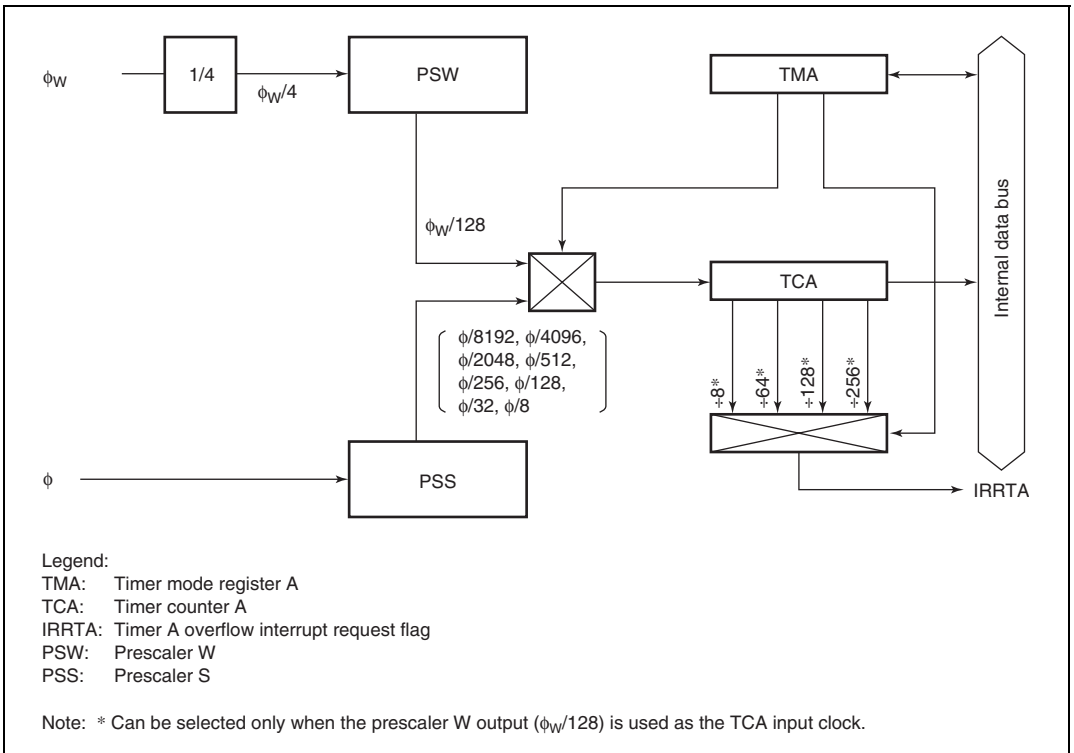 ϕW
1/4
ϕW/4
PSW
TMA
Internal data bus
ϕW/128
TCA
ϕ/8192, ϕ/4096,
ϕ/2048, ϕ/512,
ϕ/256, ϕ/128,
ϕ/32, ϕ/8
÷8*
÷64*
÷128*
÷256*
ϕ
PSS
IRRTA
Legend:
TMA: Timer mode register A
TCA: Timer counter A
IRRTA: Timer A overflow interrupt request flag
PSW: Prescaler W
PSS: Prescaler S
Note: * Can be selected only when the prescaler W output (ϕW/128) is used as the TCA input clock.